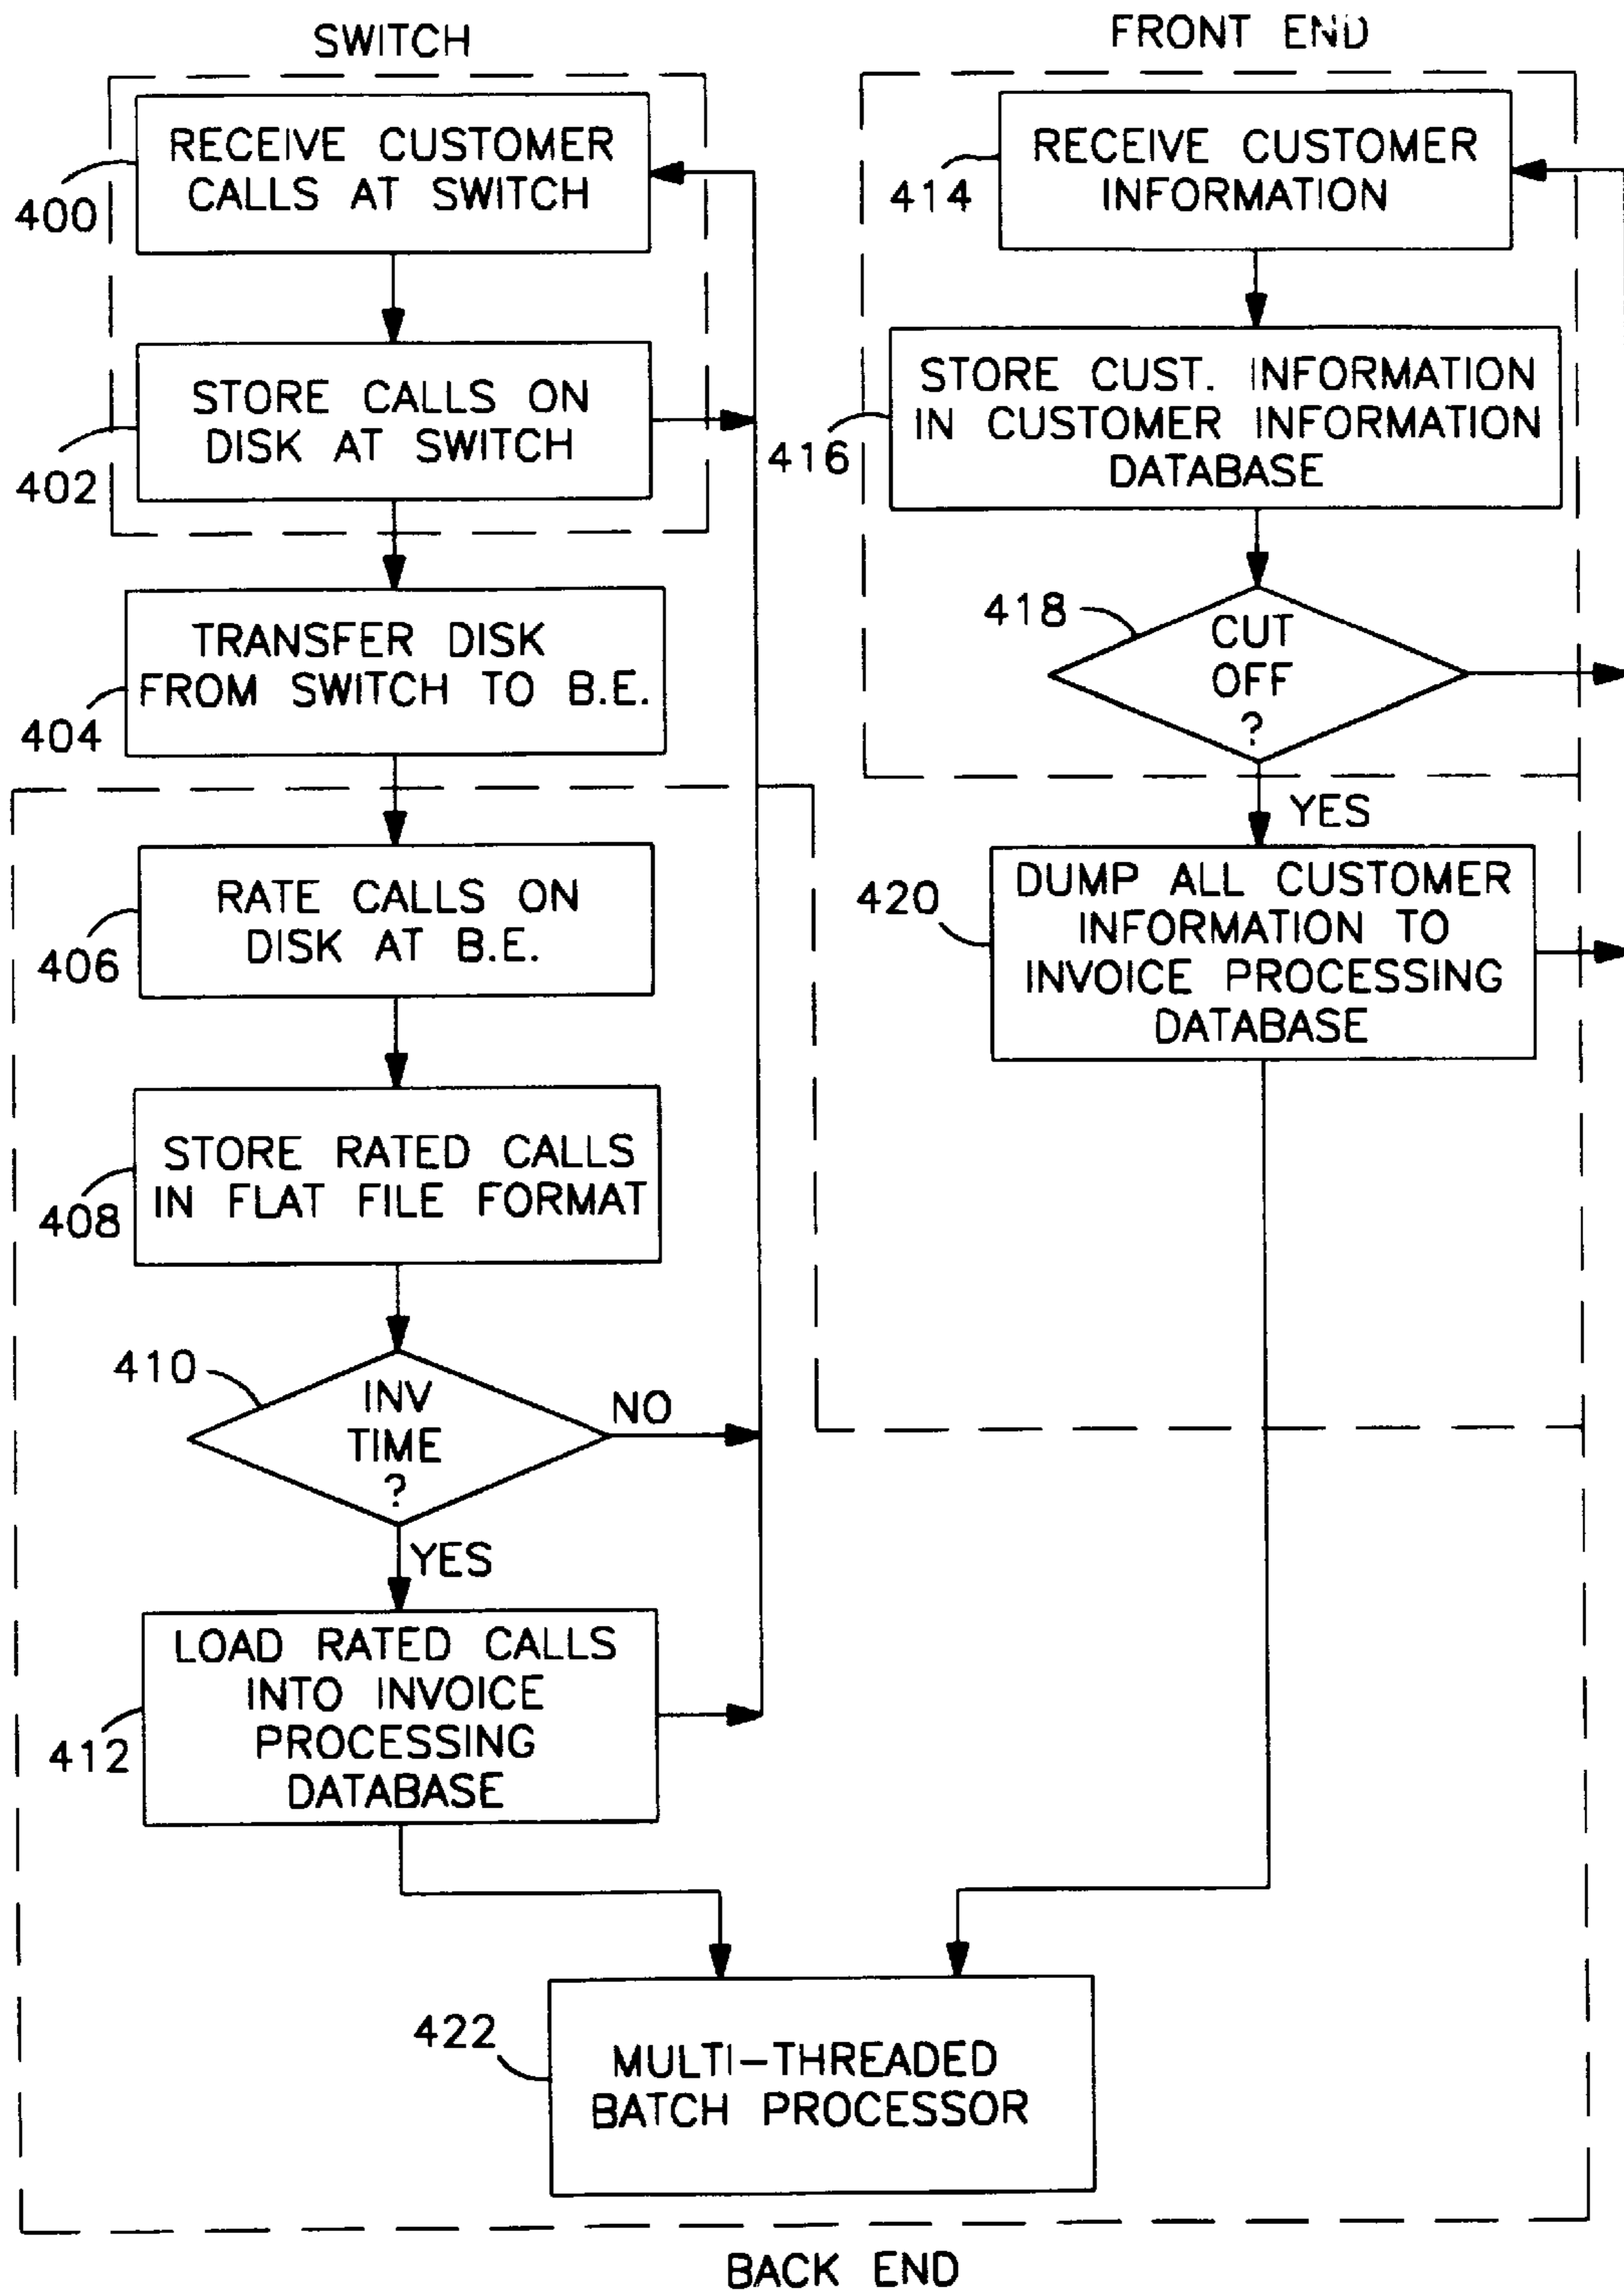 SWITCH
RECEIVE CUSTOMER
CALLS AT SWITCH
400
STORE CALLS ON
DISK AT SWITCH
402
TRANSFER DISK
FROM SWITCH TO B.E.
404
RATE CALLS ON
DISK AT B.E.
406
STORE RATED CALLS
IN FLAT FILE FORMAT
408
410
INV
TIME
?
NO
YES
LOAD RATED CALLS
INTO INVOICE
PROCESSING
DATABASE
412
FRONT END
RECEIVE CUSTOMER
INFORMATION
414
STORE CUST. INFORMATION
IN CUSTOMER INFORMATION
DATABASE
416
418
CUT
OFF
?
YES
DUMP ALL CUSTOMER
INFORMATION TO
INVOICE PROCESSING
DATABASE
420
422
MULTI-THREADED
BATCH PROCESSOR
BACK END